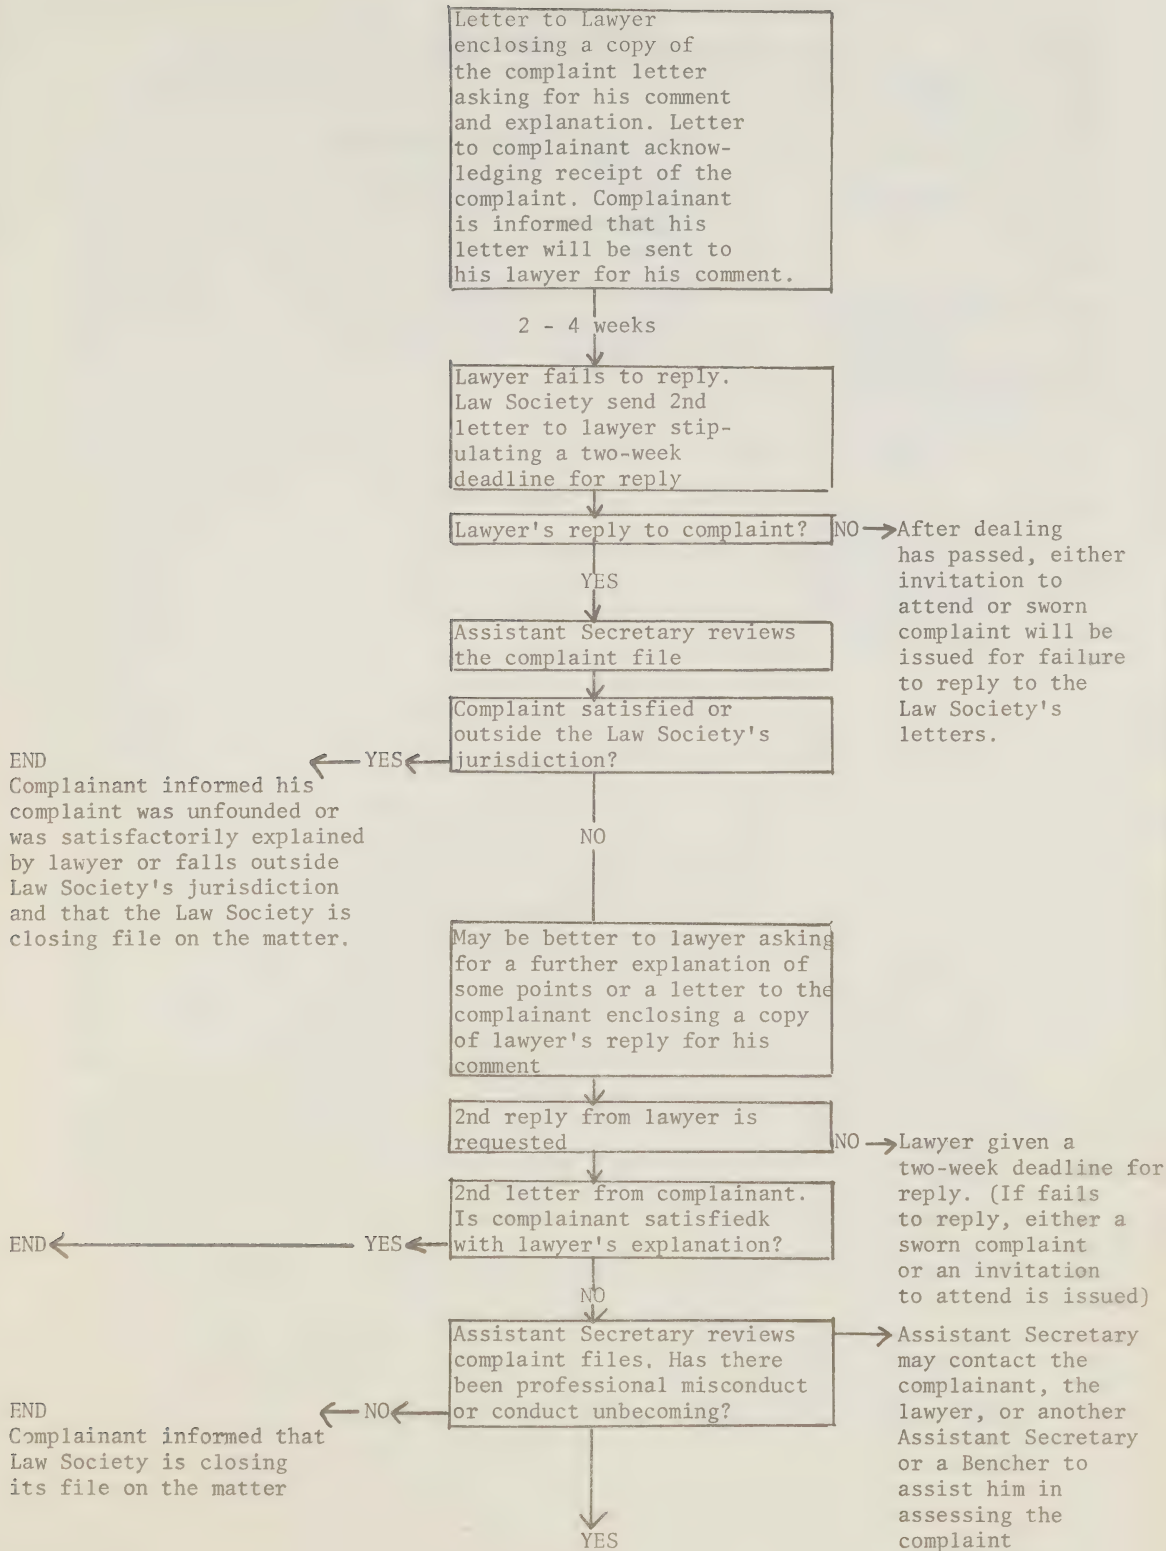 Letter to Lawyer
enclosing a copy of
the complaint letter
asking for his comment
and explanation. Letter
to complainant acknow-
ledging receipt of the
complaint. Complainant
is informed that his
letter will be sent to
his lawyer for his comment.
2 - 4 weeks
Lawyer fails to reply.
Law Society send 2nd
letter to lawyer stip-
ulating a two-week
deadline for reply
Lawyer's reply to complaint?
NO
After dealing
has passed, either
invitation to
attend or sworn
complaint will be
issued for failure
to reply to the
Law Society's
letters.
YES
Assistant Secretary reviews
the complaint file
Complaint satisfied or
outside the Law Society's
jurisdiction?
YES
END
Complainant informed his
complaint was unfounded or
was satisfactorily explained
by lawyer or falls outside
Law Society's jurisdiction
and that the Law Society is
closing file on the matter.
NO
May be better to lawyer asking
for a further explanation of
some points or a letter to the
complainant enclosing a copy
of lawyer's reply for his
comment
2nd reply from lawyer is
requested
NO
Lawyer given a
two-week deadline for
reply. (If fails
to reply, either a
sworn complaint
or an invitation
to attend is issued)
2nd letter from complainant.
Is complainant satisfiedk
with lawyer's explanation?
YES
END
NO
Assistant Secretary reviews
complaint files. Has there
been professional misconduct
or conduct unbecoming?
Assistant Secretary
may contact the
complainant, the
lawyer, or another
Assistant Secretary
or a Bencher to
assist him in
assessing the
complaint
NO
END
Complainant informed that
Law Society is closing
its file on the matter
YES